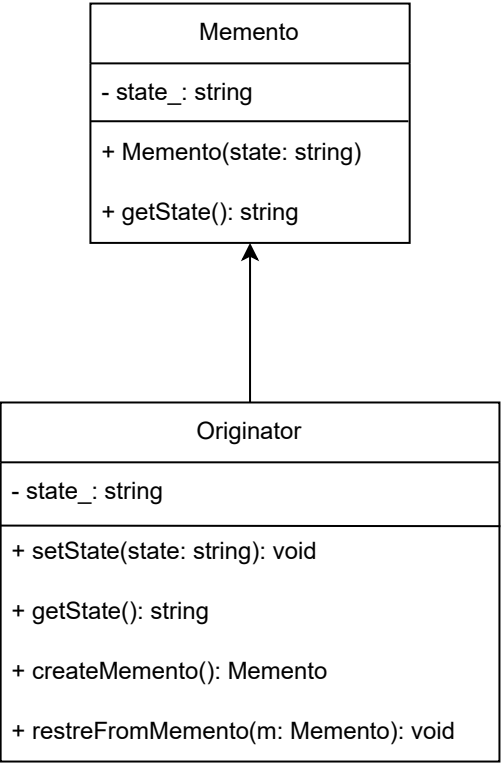 Memento
- state_: string
+ Memento(state: string)
+ getState(): string
Originator
- state_: string
+ setState(state: string): void
+ getState(): string
+ createMemento(): Memento
+ restreFromMemento(m: Memento): void